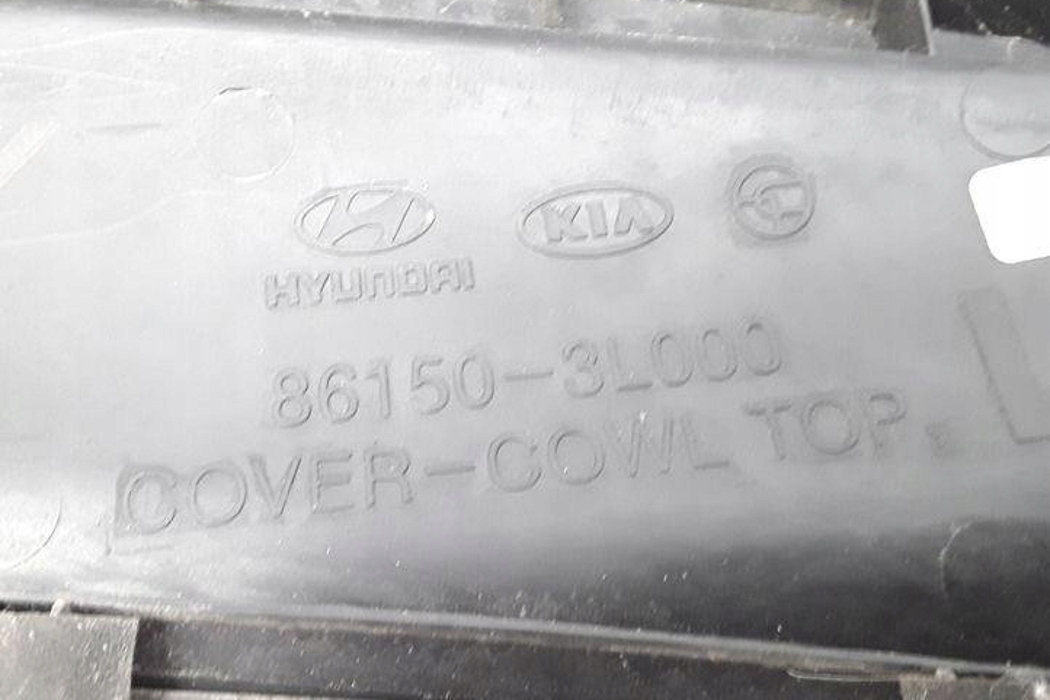 KIA
HYUNDAI
86150-3L000
COVER-COWL TOP.
L